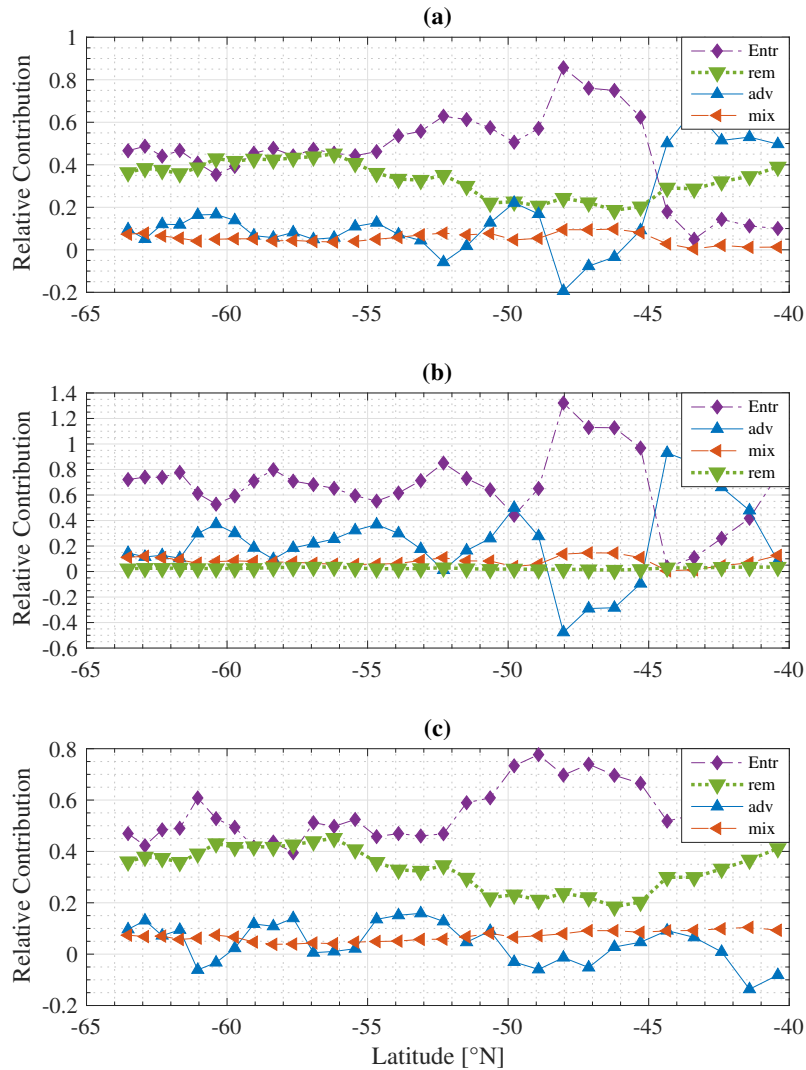 (a)
Relative Contribution
1
0.8
0.6
0.4
0.2
0
-0.2
-65
-60
-55
-50
-45
-40
Entr
rem
adv
mix
(b)
Relative Contribution
1.4
1.2
1
0.8
0.6
0.4
0.2
0
-0.2
-0.4
-0.6
-65
-60
-55
-50
-45
-40
Entr
adv
mix
rem
(c)
Relative Contribution
0.8
0.6
0.4
0.2
0
-0.2
-65
-60
-55
-50
-45
-40
Entr
rem
adv
mix
Latitude [°N]